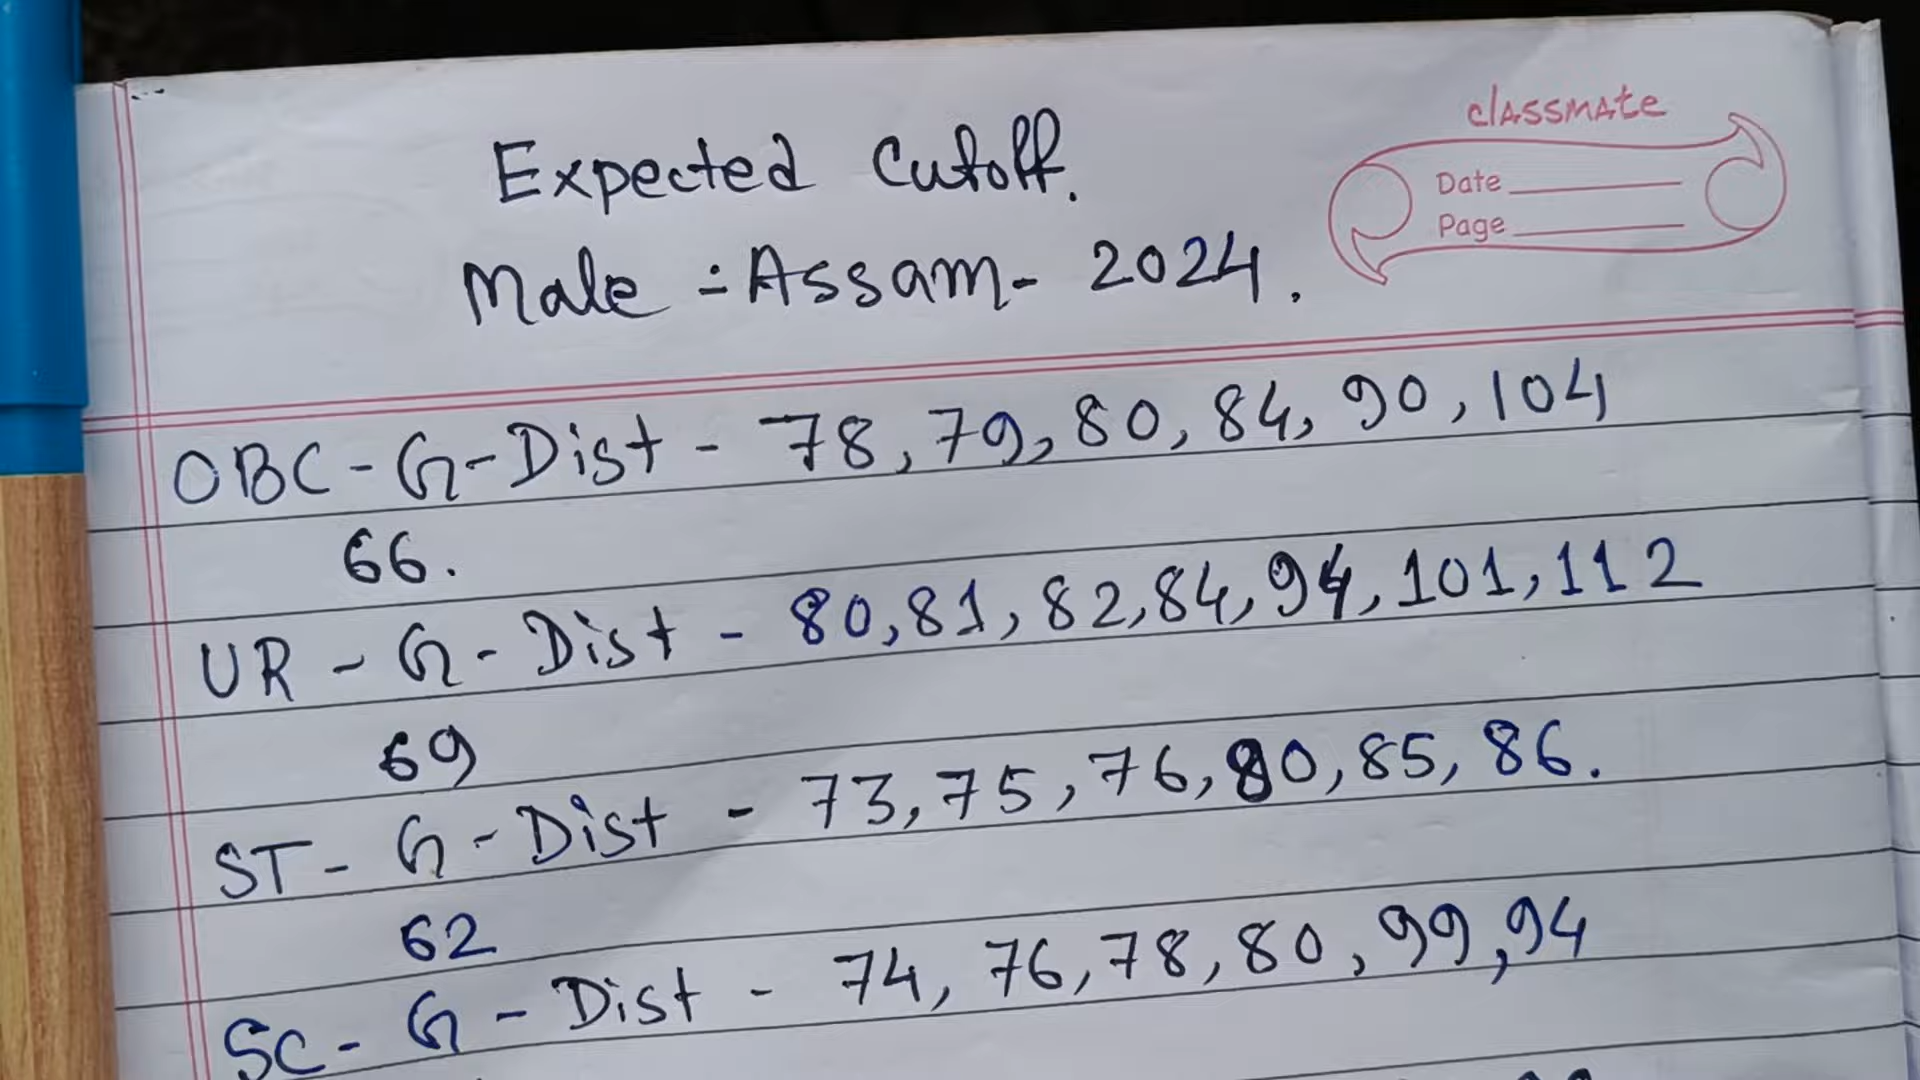 classmate
Date
Page
Expected Cutoff.
Male :- Assam - 2024.
OBC - G - Dist - 78, 79, 80, 84, 90, 104
66.
UR - G - Dist - 80, 81, 82, 84, 94, 101, 112
69
ST - G - Dist - 73, 75, 76, 80, 85, 86.
62
SC - G - Dist - 74, 76, 78, 80, 99, 94